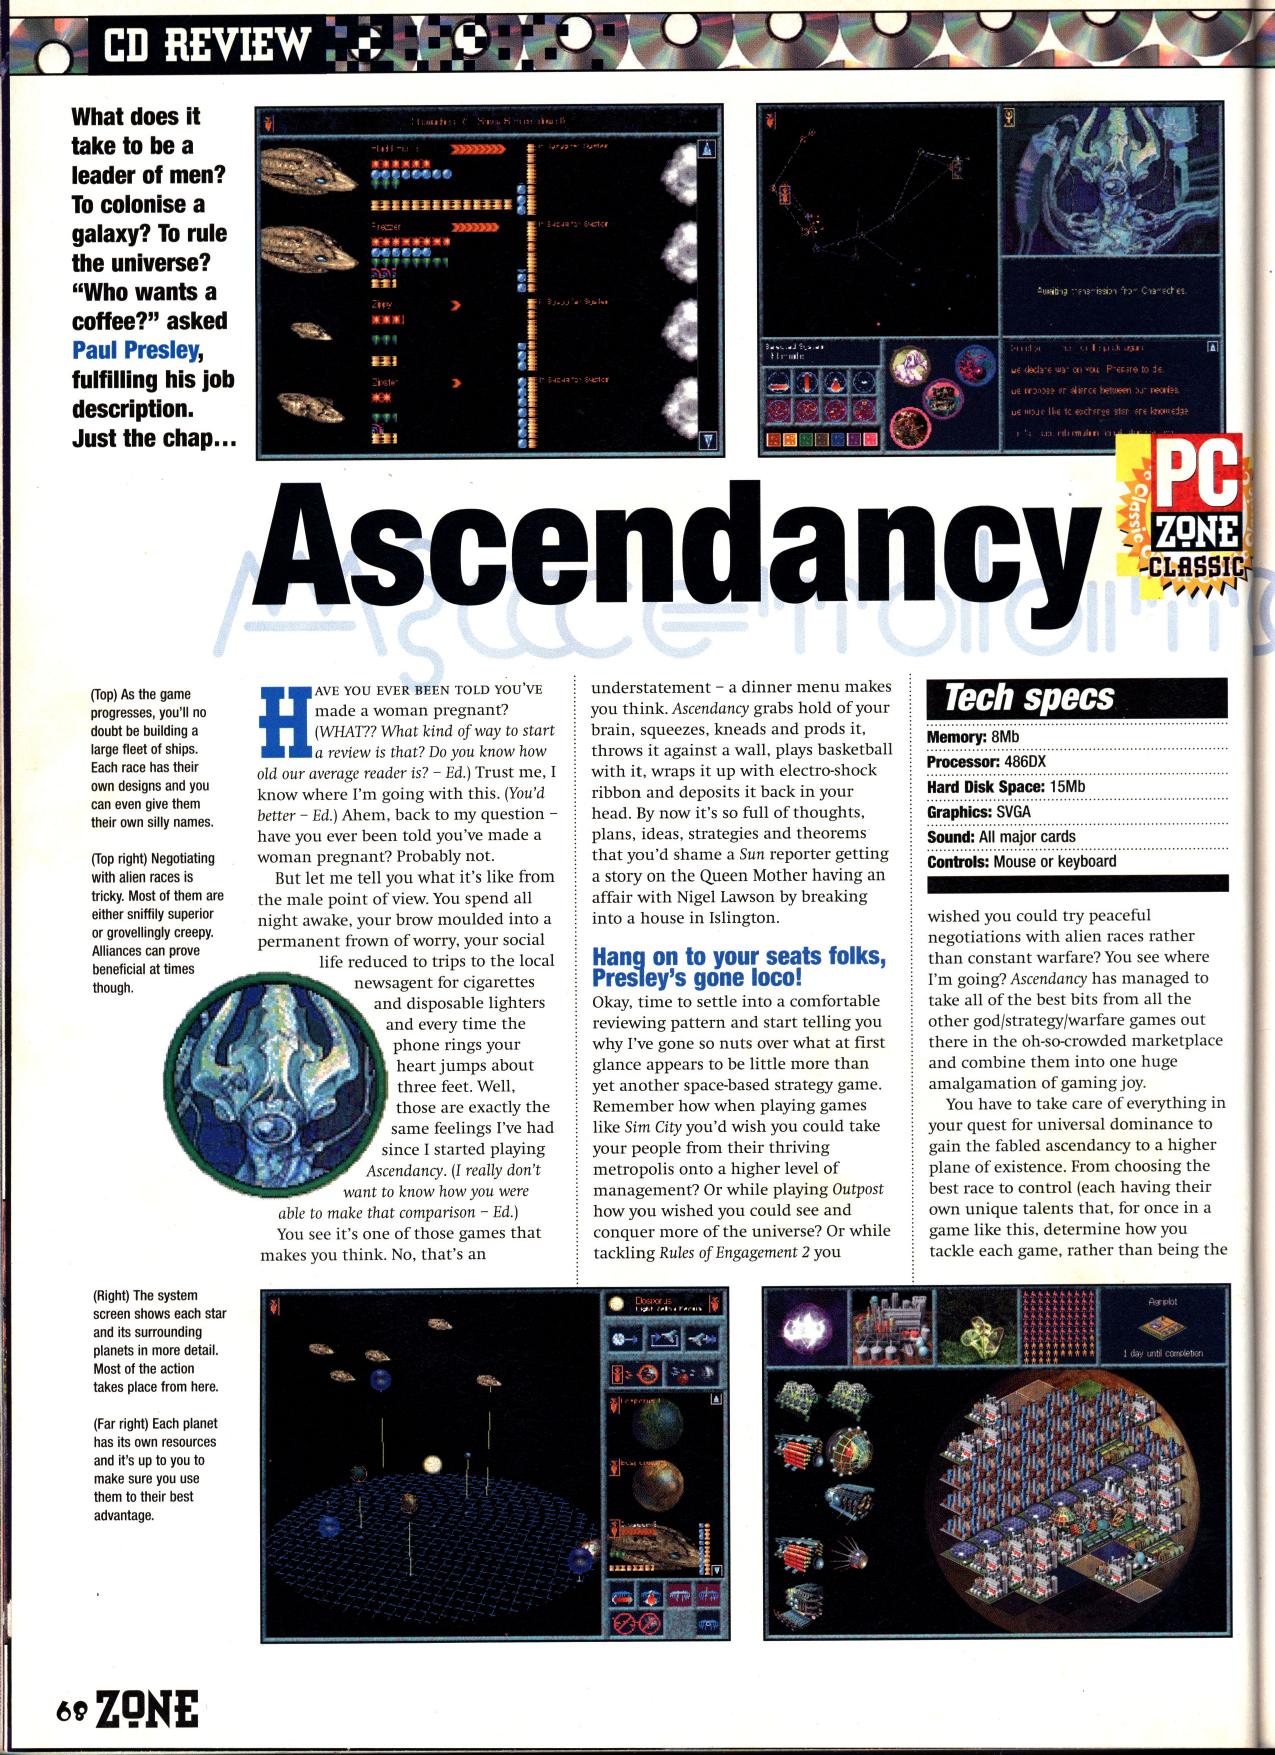 CD REVIEW
What does it
take to be a
leader of men?
To colonise a
galaxy? To rule
the universe?
“Who wants a
coffee?” asked
Paul Presley,
fulfilling his job
description.
Just the chap...
Awaiting transmission from Chamachies.
Selected System
we declare war on you. Prepare to die.
we propose an alliance between our peoples.
we would like to exchange star lane knowledge
Ascendancy
PC
ZONE
CLASSIC
(Top) As the game
progresses, you'll no
doubt be building a
large fleet of ships.
Each race has their
own designs and you
can even give them
their own silly names.
(Top right) Negotiating
with alien races is
tricky. Most of them are
either sniffily superior
or grovellingly creepy.
Alliances can prove
beneficial at times
though.
HAVE YOU EVER BEEN TOLD YOU'VE
made a woman pregnant?
(WHAT?? What kind of way to start
a review is that? Do you know how
old our average reader is? – Ed.) Trust me, I
know where I'm going with this. (You'd
better – Ed.) Ahem, back to my question –
have you ever been told you've made a
woman pregnant? Probably not.
But let me tell you what it's like from
the male point of view. You spend all
night awake, your brow moulded into a
permanent frown of worry, your social
life reduced to trips to the local
newsagent for cigarettes
and disposable lighters
and every time the
phone rings your
heart jumps about
three feet. Well,
those are exactly the
same feelings I've had
since I started playing
Ascendancy. (I really don't
want to know how you were
able to make that comparison – Ed.)
You see it's one of those games that
makes you think. No, that's an
understatement – a dinner menu makes
you think. Ascendancy grabs hold of your
brain, squeezes, kneads and prods it,
throws it against a wall, plays basketball
with it, wraps it up with electro-shock
ribbon and deposits it back in your
head. By now it's so full of thoughts,
plans, ideas, strategies and theorems
that you'd shame a Sun reporter getting
a story on the Queen Mother having an
affair with Nigel Lawson by breaking
into a house in Islington.
Hang on to your seats folks,
Presley's gone loco!
Okay, time to settle into a comfortable
reviewing pattern and start telling you
why I've gone so nuts over what at first
glance appears to be little more than
yet another space-based strategy game.
Remember how when playing games
like Sim City you'd wish you could take
your people from their thriving
metropolis onto a higher level of
management? Or while playing Outpost
how you wished you could see and
conquer more of the universe? Or while
tackling Rules of Engagement 2 you
Tech specs
Memory: 8Mb
Processor: 486DX
Hard Disk Space: 15Mb
Graphics: SVGA
Sound: All major cards
Controls: Mouse or keyboard
wished you could try peaceful
negotiations with alien races rather
than constant warfare? You see where
I'm going? Ascendancy has managed to
take all of the best bits from all the
other god/strategy/warfare games out
there in the oh-so-crowded marketplace
and combine them into one huge
amalgamation of gaming joy.
You have to take care of everything in
your quest for universal dominance to
gain the fabled ascendancy to a higher
plane of existence. From choosing the
best race to control (each having their
own unique talents that, for once in a
game like this, determine how you
tackle each game, rather than being the
(Right) The system
screen shows each star
and its surrounding
planets in more detail.
Most of the action
takes place from here.
(Far right) Each planet
has its own resources
and it's up to you to
make sure you use
them to their best
advantage.
Agriplot
1 day until completion
68 ZONE